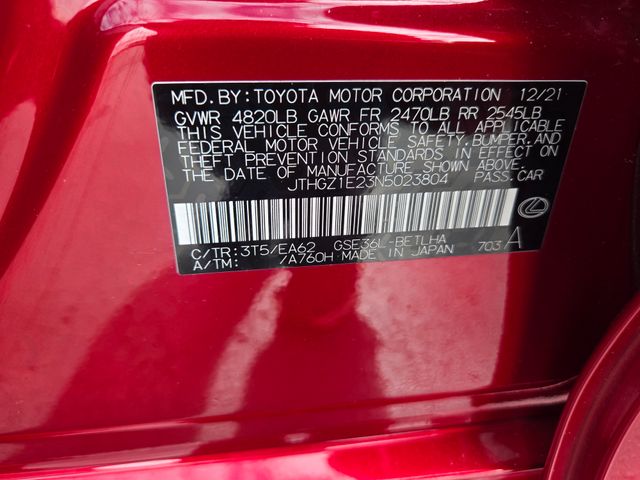 MFD. BY: TOYOTA MOTOR CORPORATION 12/21
GVWR 4820LB GAWR FR 2470LB RR 2545LB
THIS VEHICLE CONFORMS TO ALL APPLICABLE
FEDERAL MOTOR VEHICLE SAFETY, BUMPER, AND
THEFT PREVENTION STANDARDS IN EFFECT ON
THE DATE OF MANUFACTURE SHOWN ABOVE.
JTHGZ1E23N5023804 PASS.CAR
C/TR: 3T5/EA62 GSE36L-BETLHA
A/TM: /A760H MADE IN JAPAN 703 A